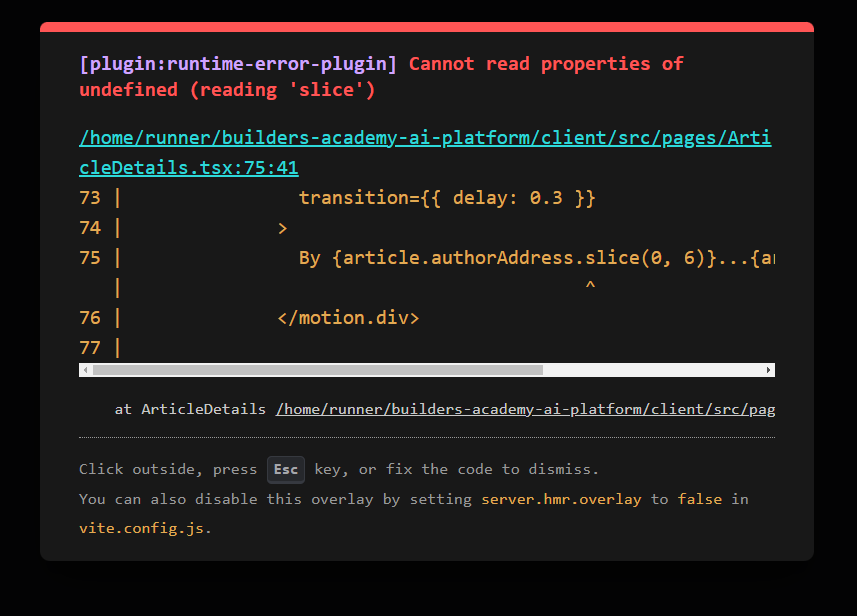 [plugin:runtime-error-plugin] Cannot read properties of
undefined (reading 'slice')
/home/runner/builders-academy-ai-platform/client/src/pages/Arti
cleDetails.tsx:75:41
73 |                 transition={{ delay: 0.3 }}
74 |               >
75 |                 By {article.authorAddress.slice(0, 6)}...{ar
   |                                           ^
76 |               </motion.div>
77 |
at ArticleDetails /home/runner/builders-academy-ai-platform/client/src/pag
Click outside, press Esc key, or fix the code to dismiss.
You can also disable this overlay by setting server.hmr.overlay to false in
vite.config.js.